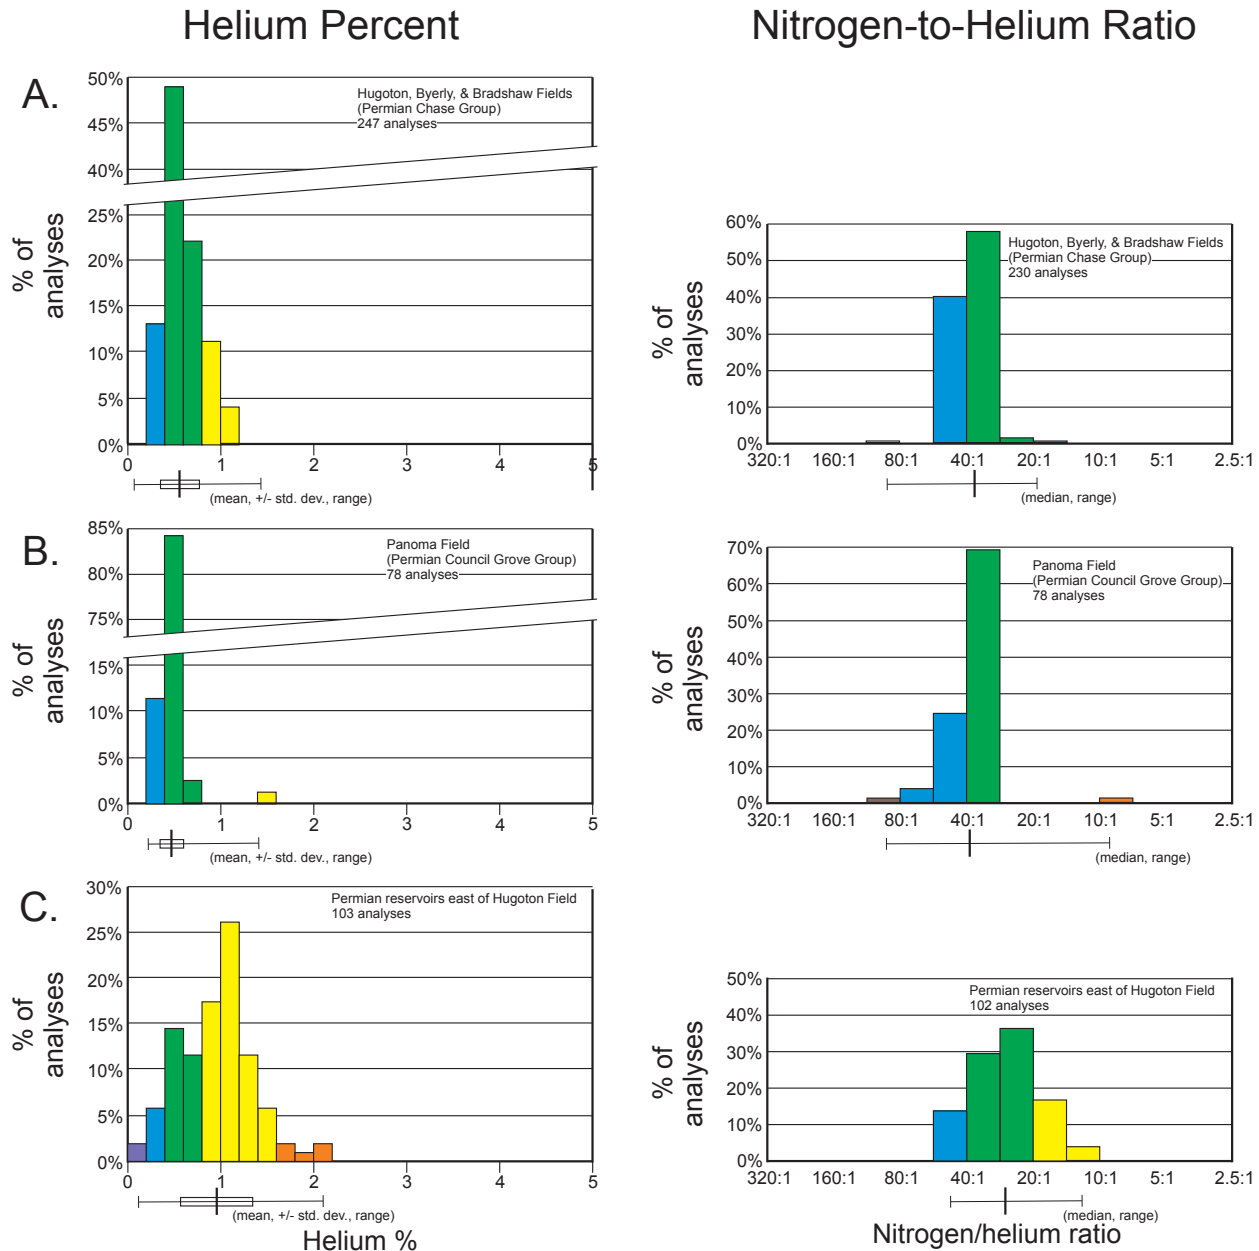 Helium Percent
Nitrogen-to-Helium Ratio
A.
Hugoton, Byerly, & Bradshaw Fields
(Permian Chase Group)
247 analyses
50%
45%
40%
25%
20%
15%
10%
5%
0%
% of
analyses
0 1 2 3 4 5
(mean, +/- std. dev., range)
Hugoton, Byerly, & Bradshaw Fields
(Permian Chase Group)
230 analyses
60%
50%
40%
30%
20%
10%
0%
% of
analyses
320:1 160:1 80:1 40:1 20:1 10:1 5:1 2.5:1
(median, range)
B.
Panoma Field
(Permian Council Grove Group)
78 analyses
85%
80%
75%
15%
10%
5%
0%
% of
analyses
0 1 2 3 4 5
(mean, +/- std. dev., range)
Panoma Field
(Permian Council Grove Group)
78 analyses
70%
60%
50%
40%
30%
20%
10%
0%
% of
analyses
320:1 160:1 80:1 40:1 20:1 10:1 5:1 2.5:1
(median, range)
C.
Permian reservoirs east of Hugoton Field
103 analyses
30%
25%
20%
15%
10%
5%
0%
% of
analyses
0 1 2 3 4 5
(mean, +/- std. dev., range)
Helium %
Permian reservoirs east of Hugoton Field
102 analyses
50%
40%
30%
20%
10%
0%
% of
analyses
320:1 160:1 80:1 40:1 20:1 10:1 5:1 2.5:1
(median, range)
Nitrogen/helium ratio